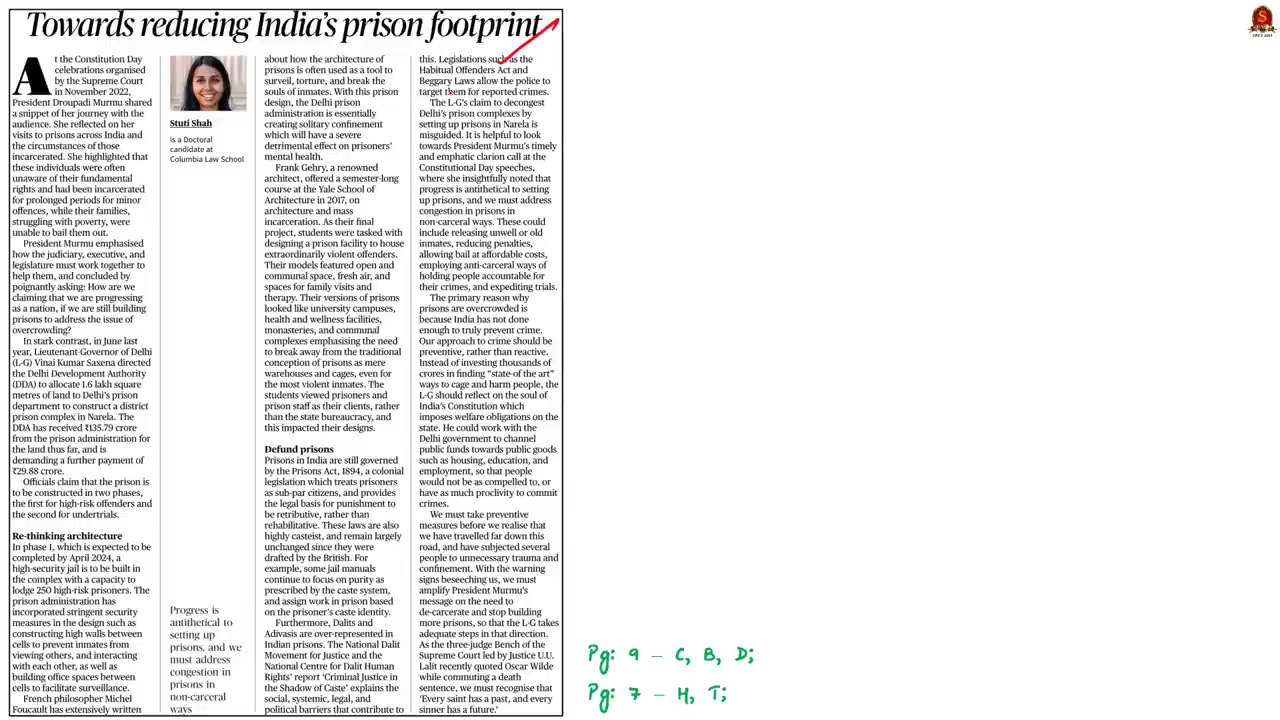 Towards reducing India's prison footprint
At the Constitution Day
celebrations organised
by the Supreme Court
in November 2022,
President Droupadi Murmu shared
a snippet of her journey with the
audience. She reflected on her
visits to prisons across India and
the circumstances of those
incarcerated. She highlighted that
these individuals were often
unaware of their fundamental
rights and had been incarcerated
for prolonged periods for minor
offences, while their families,
struggling with poverty, were
unable to bail them out.
President Murmu emphasised
how the judiciary, executive, and
legislature must work together to
help them, and concluded by
poignantly asking: How are we
claiming that we are progressing
as a nation, if we are still building
prisons to address the issue of
overcrowding?
In stark contrast, in June last
year, Lieutenant-Governor of Delhi
(L-G) Vinai Kumar Saxena directed
the Delhi Development Authority
(DDA) to allocate 1.6 lakh square
metres of land to Delhi's prison
department to construct a district
prison complex in Narela. The
DDA has received ₹135.79 crore
from the prison administration for
the land thus far, and is
demanding a further payment of
₹29.88 crore.
Officials claim that the prison is
to be constructed in two phases,
the first for high-risk offenders and
the second for undertrials.
Re-thinking architecture
In phase I, which is expected to be
completed by April 2024, a
high-security jail is to be built in
the complex with a capacity to
lodge 250 high-risk prisoners. The
prison administration has
incorporated stringent security
measures in the design such as
constructing high walls between
cells to prevent inmates from
viewing others, and interacting
with each other, as well as
building office spaces between
cells to facilitate surveillance.
French philosopher Michel
Foucault has extensively written
Stuti Shah
is a Doctoral
candidate at
Columbia Law School
Progress is
antithetical to
setting up
prisons, and we
must address
congestion in
prisons in
non-carceral
ways
about how the architecture of
prisons is often used as a tool to
surveil, torture, and break the
souls of inmates. With this prison
design, the Delhi prison
administration is essentially
creating solitary confinement
which will have a severe
detrimental effect on prisoners'
mental health.
Frank Gehry, a renowned
architect, offered a semester-long
course at the Yale School of
Architecture in 2017, on
architecture and mass
incarceration. As their final
project, students were tasked with
designing a prison facility to house
extraordinarily violent offenders.
Their models featured open and
communal space, fresh air, and
spaces for family visits and
therapy. Their versions of prisons
looked like university campuses,
health and wellness facilities,
monasteries, and communal
complexes emphasising the need
to break away from the traditional
conception of prisons as mere
warehouses and cages, even for
the most violent inmates. The
students viewed prisoners and
prison staff as their clients, rather
than the state bureaucracy, and
this impacted their designs.
Defund prisons
Prisons in India are still governed
by the Prisons Act, 1894, a colonial
legislation which treats prisoners
as sub-par citizens, and provides
the legal basis for punishment to
be retributive, rather than
rehabilitative. These laws are also
highly casteist, and remain largely
unchanged since they were
drafted by the British. For
example, some jail manuals
continue to focus on purity as
prescribed by the caste system,
and assign work in prison based
on the prisoner's caste identity.
Furthermore, Dalits and
Adivasis are over-represented in
Indian prisons. The National Dalit
Movement for Justice and the
National Centre for Dalit Human
Rights' report 'Criminal Justice in
the Shadow of Caste' explains the
social, systemic, legal, and
political barriers that contribute to
this. Legislations such as the
Habitual Offenders Act and
Beggary Laws allow the police to
target them for reported crimes.
The L-G's claim to decongest
Delhi's prison complexes by
setting up prisons in Narela is
misguided. It is helpful to look
towards President Murmu's timely
and emphatic clarion call at the
Constitutional Day speeches,
where she insightfully noted that
progress is antithetical to setting
up prisons, and we must address
congestion in prisons in
non-carceral ways. These could
include releasing unwell or old
inmates, reducing penalties,
allowing bail at affordable costs,
employing anti-carceral ways of
holding people accountable for
their crimes, and expediting trials.
The primary reason why
prisons are overcrowded is
because India has not done
enough to truly prevent crime.
Our approach to crime should be
preventive, rather than reactive.
Instead of investing thousands of
crores in finding "state-of the art"
ways to cage and harm people, the
L-G should reflect on the soul of
India's Constitution which
imposes welfare obligations on the
state. He could work with the
Delhi government to channel
public funds towards public goods
such as housing, education, and
employment, so that people
would not be as compelled to, or
have as much proclivity to commit
crimes.
We must take preventive
measures before we realise that
we have travelled far down this
road, and have subjected several
people to unnecessary trauma and
confinement. With the warning
signs beseeching us, we must
amplify President Murmu's
message on the need to
de-carcerate and stop building
more prisons, so that the L-G takes
adequate steps in that direction.
As the three-judge Bench of the
Supreme Court led by Justice U.U.
Lalit recently quoted Oscar Wilde
while commuting a death
sentence, we must recognise that
'Every saint has a past, and every
sinner has a future.'
Pg: 9 – C, B, D;
Pg: 7 – H, T;